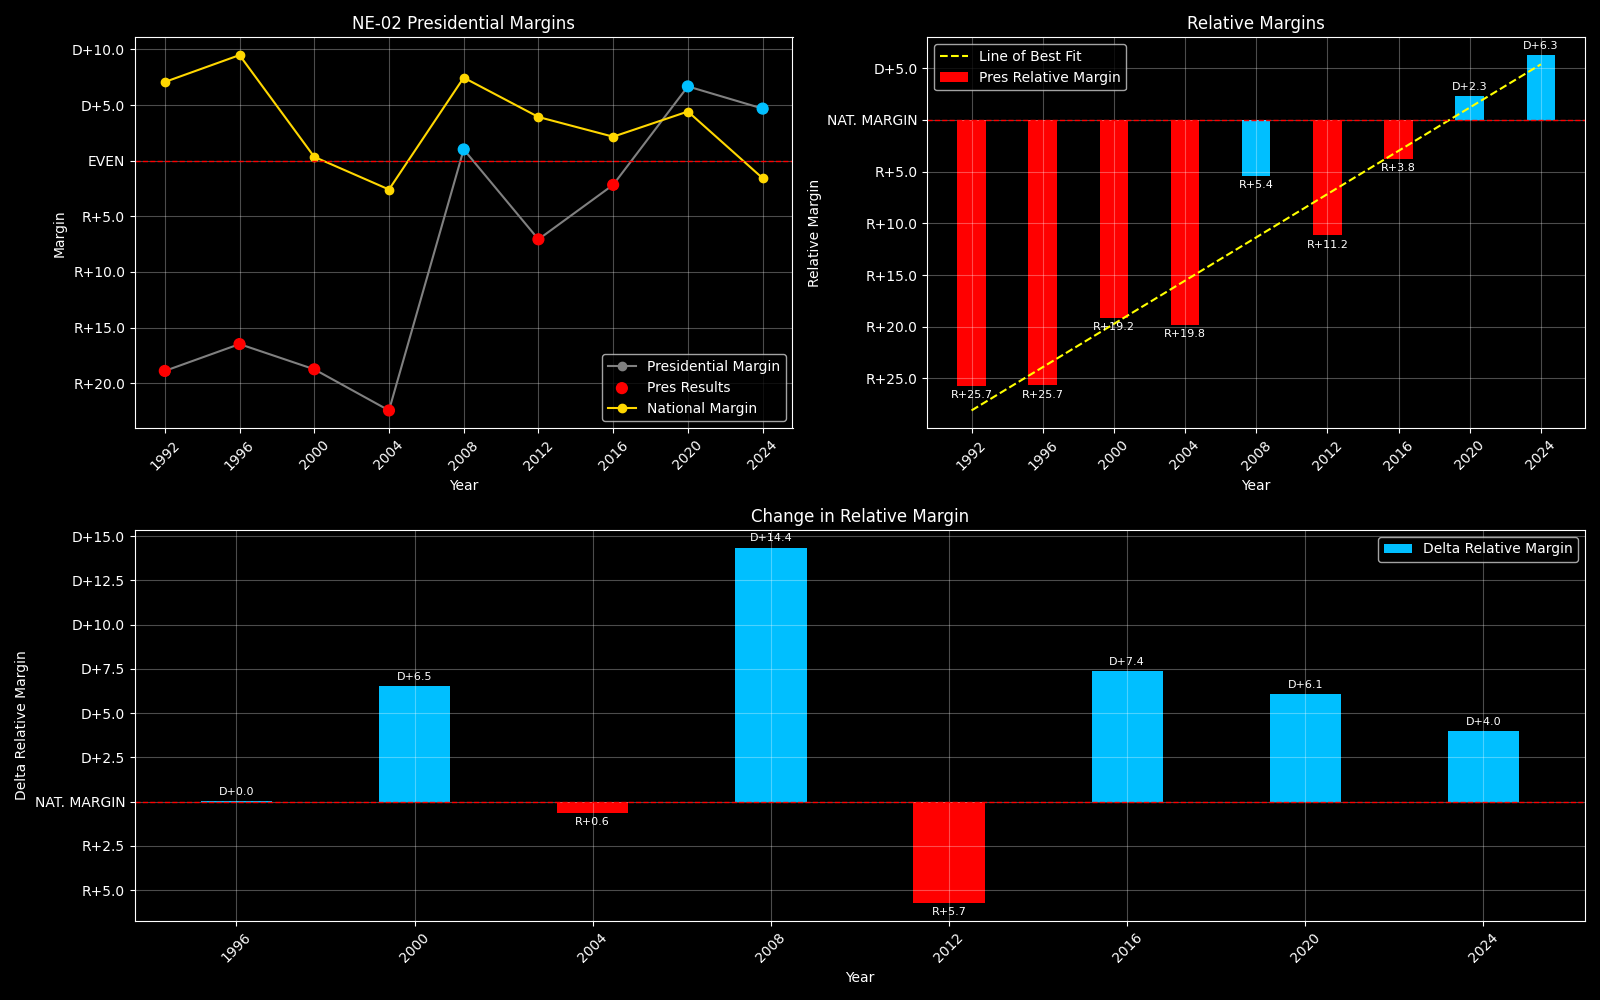 NE-02 Presidential Margins
D+10.0
D+5.0
EVEN
R+5.0
R+10.0
R+15.0
R+20.0
Margin
Presidential Margin
Pres Results
National Margin
1992
1996
2000
2004
2008
2012
2016
2020
2024
Year
Relative Margins
Line of Best Fit
Pres Relative Margin
D+5.0
NAT. MARGIN
R+5.0
R+10.0
R+15.0
R+20.0
R+25.0
Relative Margin
R+25.7
R+25.7
R+19.2
R+19.8
R+5.4
R+11.2
R+3.8
D+2.3
D+6.3
1992
1996
2000
2004
2008
2012
2016
2020
2024
Year
Change in Relative Margin
Delta Relative Margin
D+15.0
D+12.5
D+10.0
D+7.5
D+5.0
D+2.5
NAT. MARGIN
R+2.5
R+5.0
Delta Relative Margin
D+0.0
D+6.5
R+0.6
D+14.4
R+5.7
D+7.4
D+6.1
D+4.0
1996
2000
2004
2008
2012
2016
2020
2024
Year